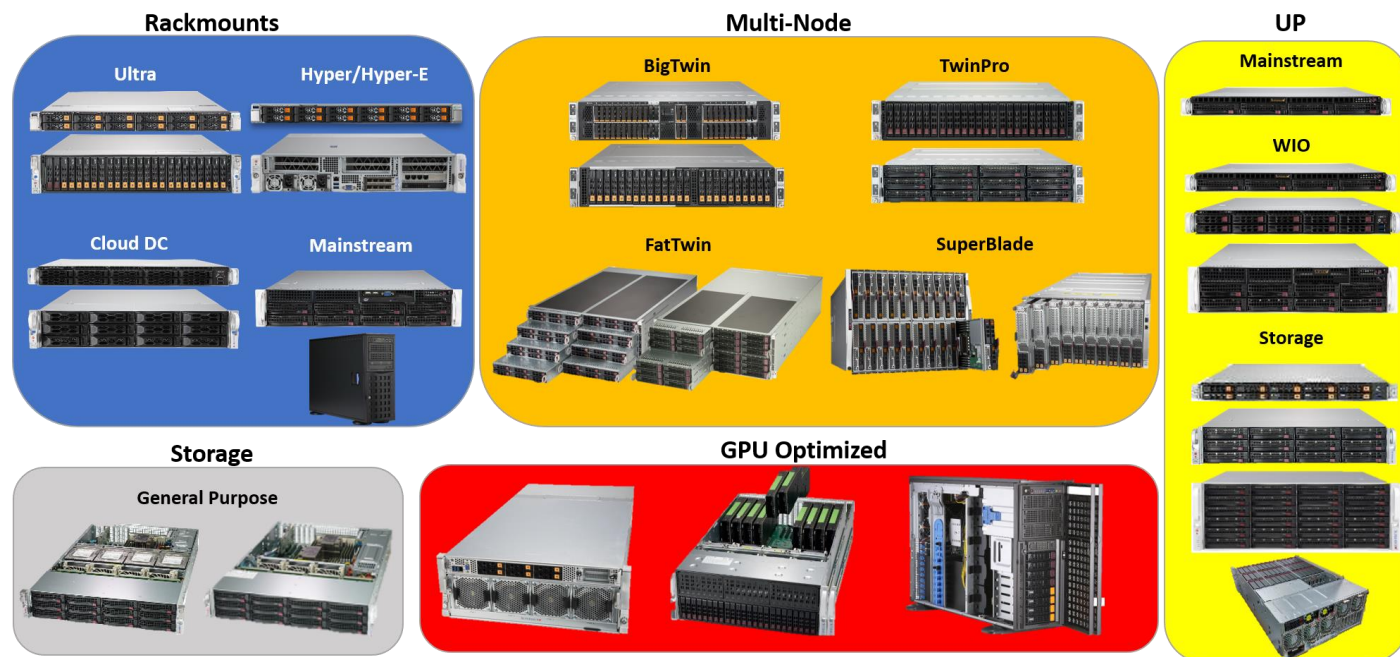 Rackmounts
Ultra
Hyper/Hyper-E
Cloud DC
Mainstream
Multi-Node
BigTwin
TwinPro
FatTwin
SuperBlade
UP
Mainstream
WIO
Storage
Storage
General Purpose
GPU Optimized